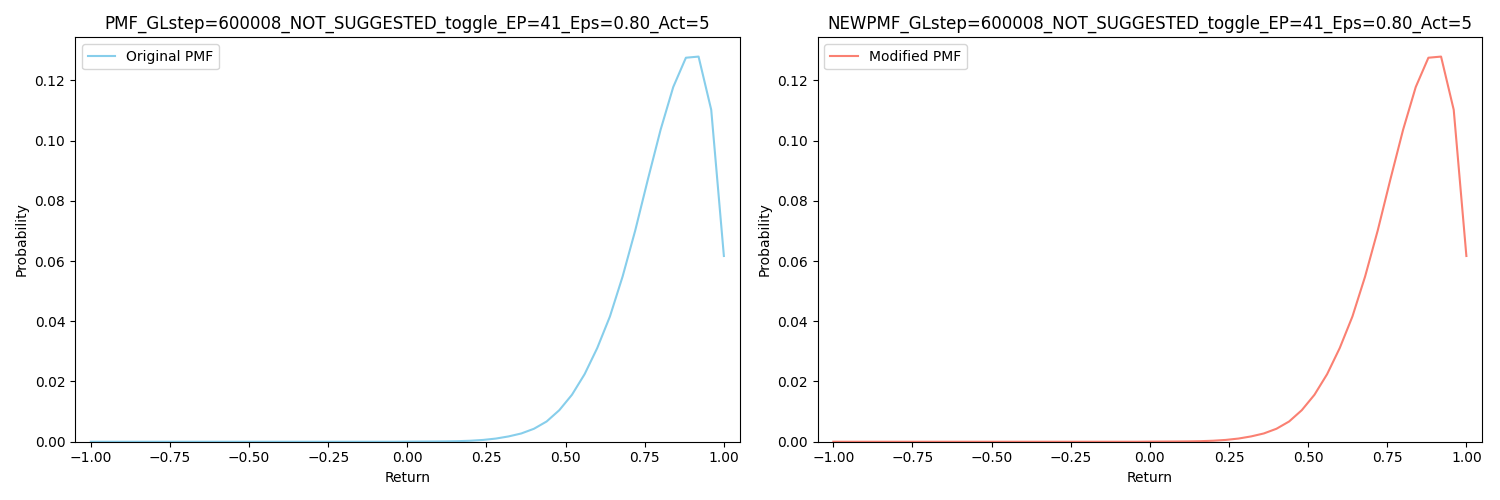 PMF_GLstep=600008_NOT_SUGGESTED_toggle_EP=41_Eps=0.80_Act=5
Original PMF
Probability
0.12
0.10
0.08
0.06
0.04
0.02
0.00
−1.00 −0.75 −0.50 −0.25 0.00 0.25 0.50 0.75 1.00
Return
NEWPMF_GLstep=600008_NOT_SUGGESTED_toggle_EP=41_Eps=0.80_Act=5
Modified PMF
Probability
0.12
0.10
0.08
0.06
0.04
0.02
0.00
−1.00 −0.75 −0.50 −0.25 0.00 0.25 0.50 0.75 1.00
Return